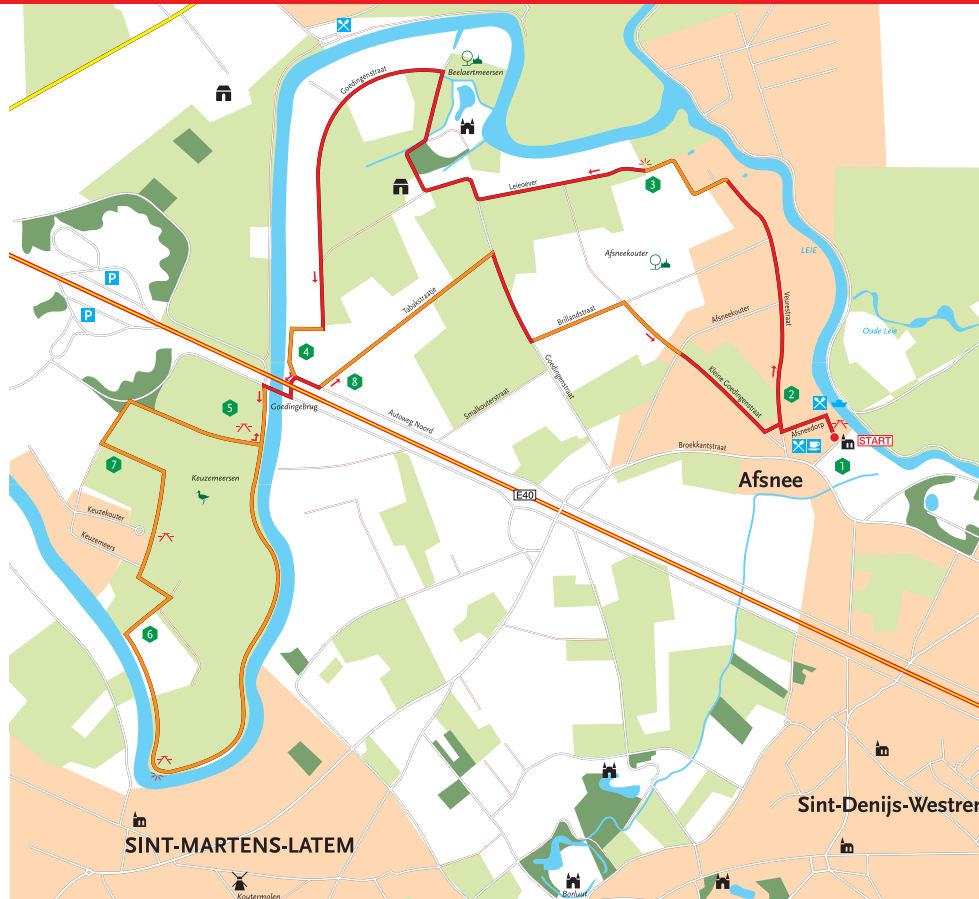 Goedingenstraat
Beelaertmeersen
Leieoever
3
Afsneekouter
LEIE
P
P
Tabakstraatje
Brillandstraat
Afsneekouter
Veurestraat
Oude Leie
4
8
Goedingebrug
Goedingenstraat
Kleine Goedingenstraat
2
5
Smalkouterstraat
Autoweg Noord
Afsneedorp
START
Broekkantstraat
1
7
Keuzemeersen
Afsnee
E40
Keuzekouter
Keuzemeers
6
Sint-Denijs-Westrem
SINT-MARTENS-LATEM
Koutermolen
Borluut